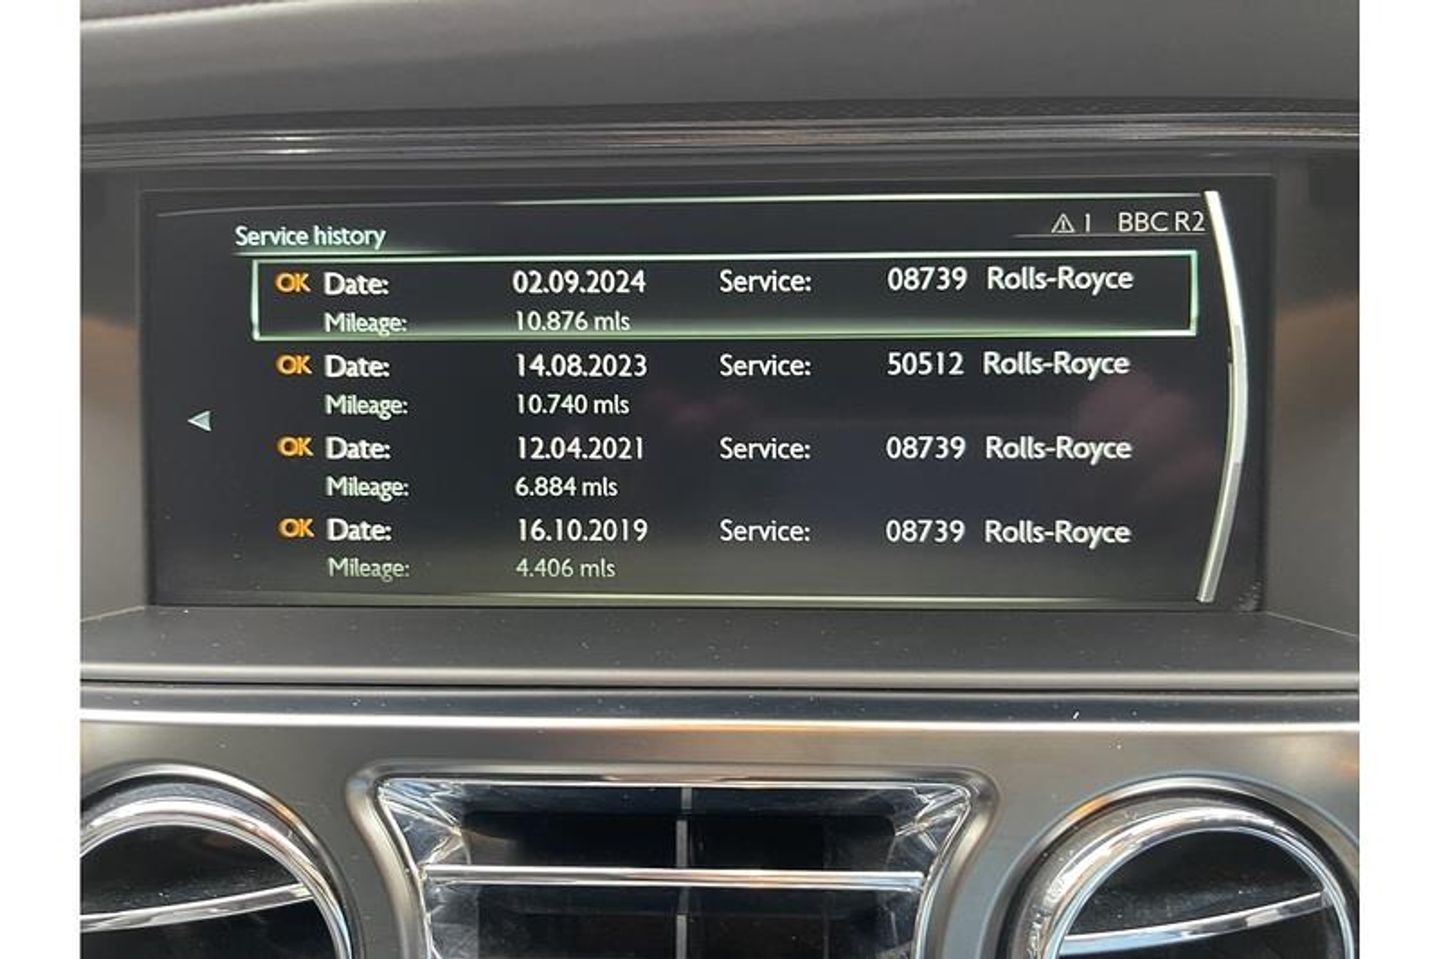 ⚠ 1 BBC R2
Service history
OK Date: 02.09.2024 Service: 08739 Rolls-Royce
Mileage: 10.876 mls
OK Date: 14.08.2023 Service: 50512 Rolls-Royce
Mileage: 10.740 mls
OK Date: 12.04.2021 Service: 08739 Rolls-Royce
Mileage: 6.884 mls
OK Date: 16.10.2019 Service: 08739 Rolls-Royce
Mileage: 4.406 mls